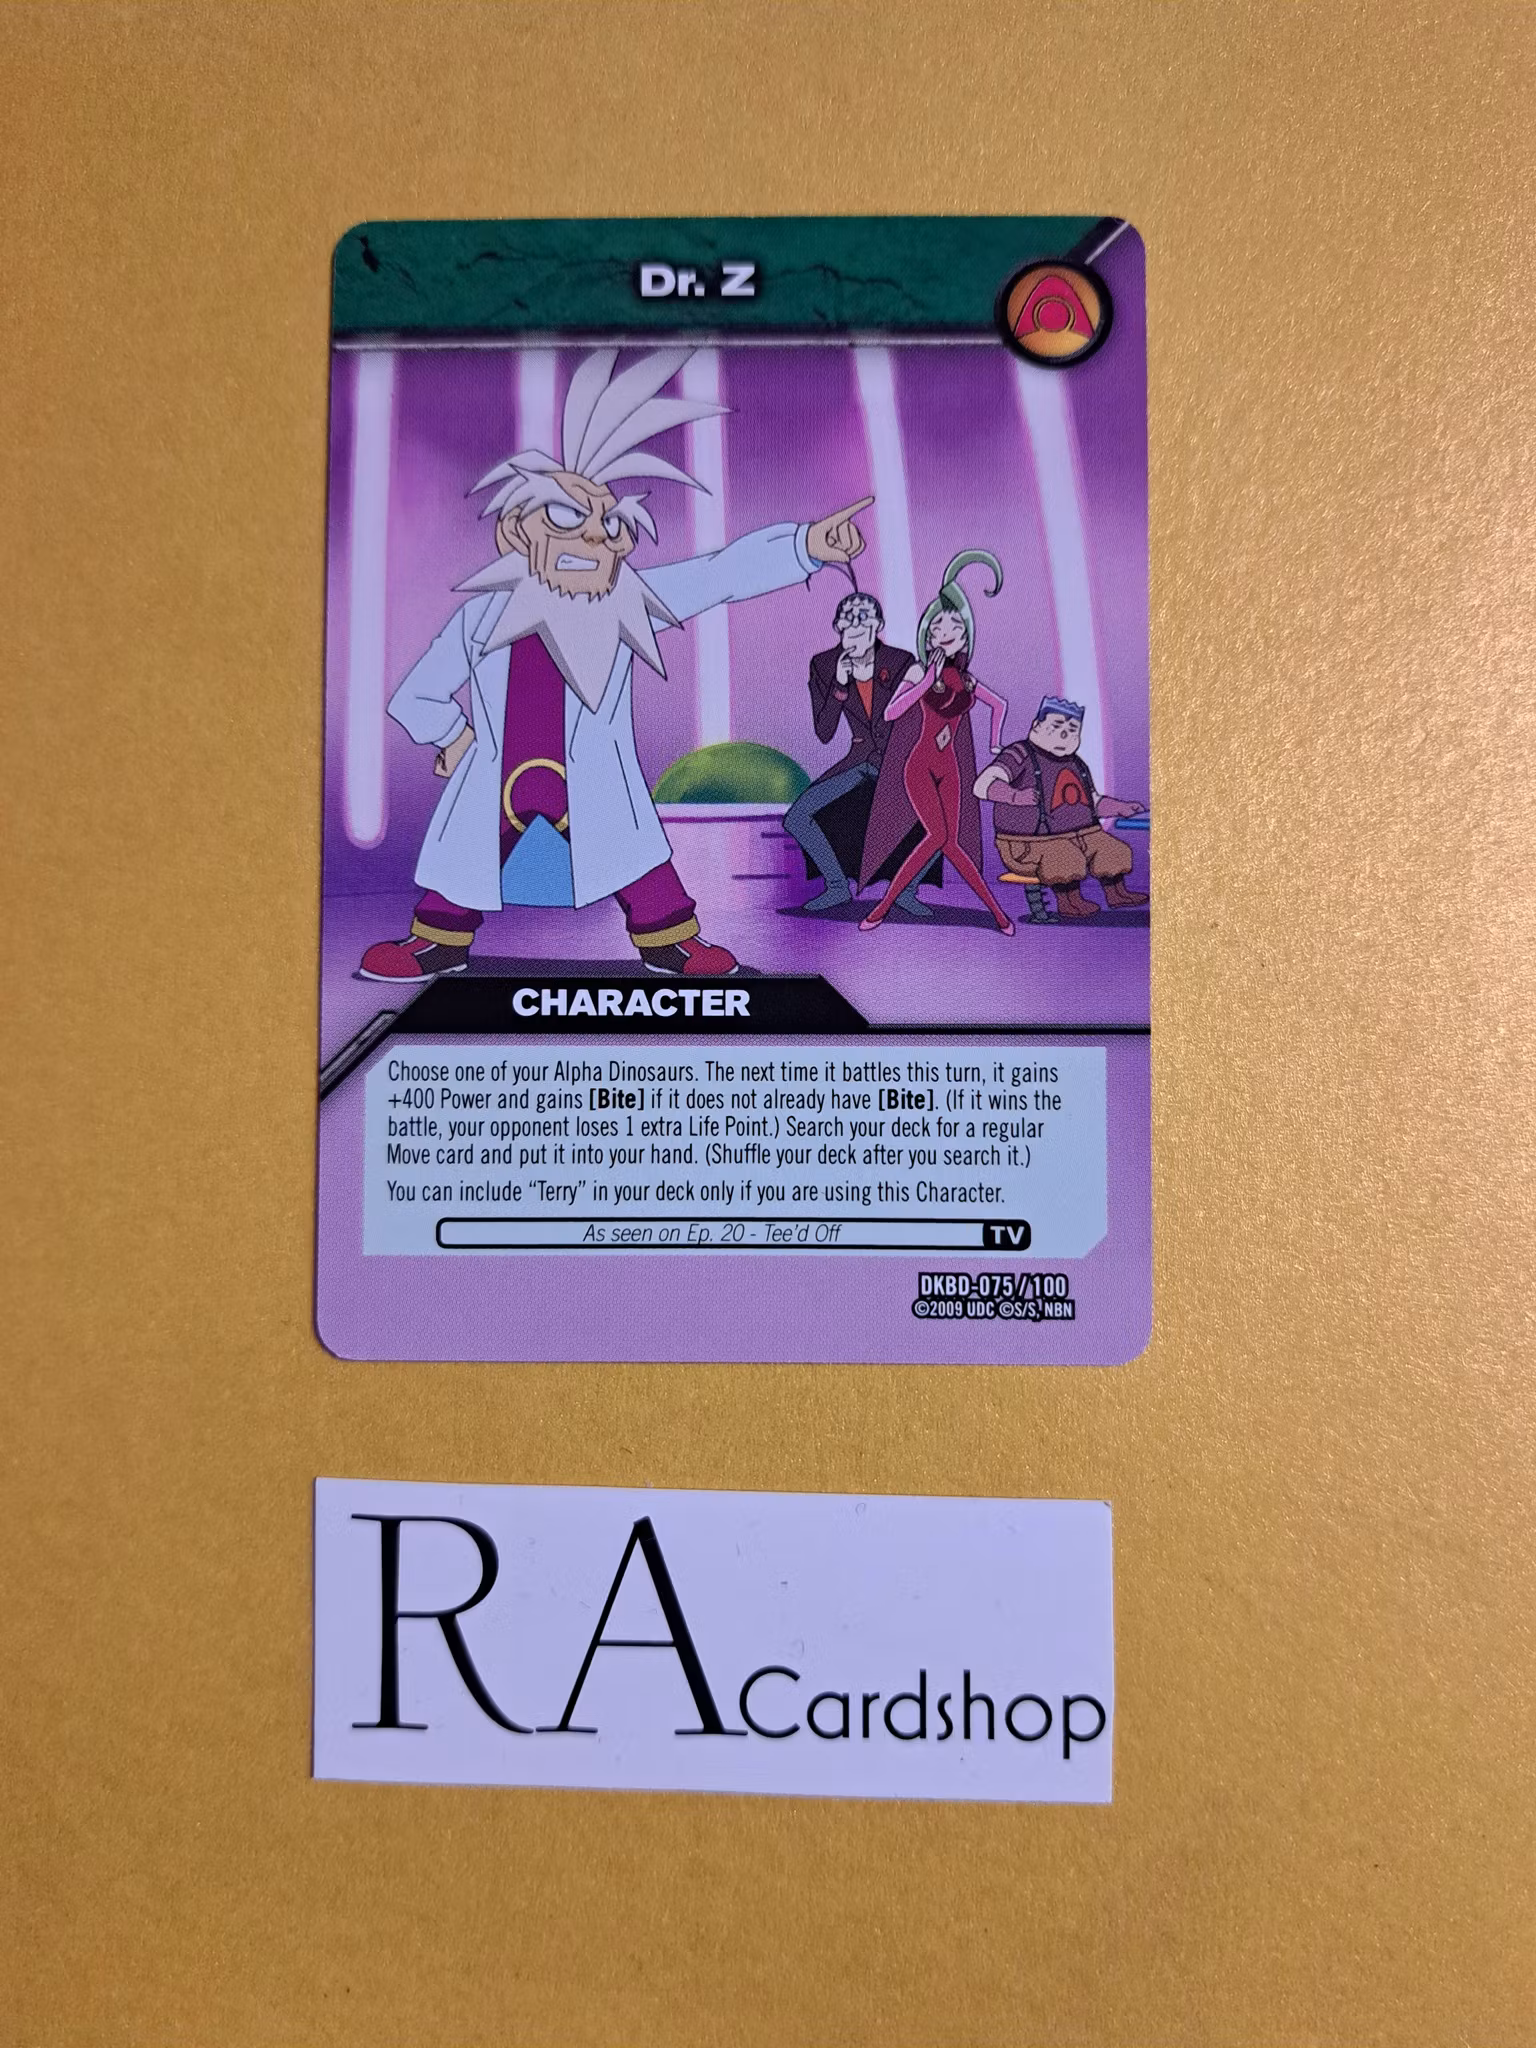 Dr. Z
CHARACTER
Choose one of your Alpha Dinosaurs. The next time it battles this turn, it gains
+400 Power and gains [Bite] if it does not already have [Bite]. (If it wins the
battle, your opponent loses 1 extra Life Point.) Search your deck for a regular
Move card and put it into your hand. (Shuffle your deck after you search it.)
You can include “Terry” in your deck only if you are using this Character.
As seen on Ep. 20 - Tee'd Off TV
DKBD-075/100
©2009 UDC ©S/S, NBN
RA Cardshop